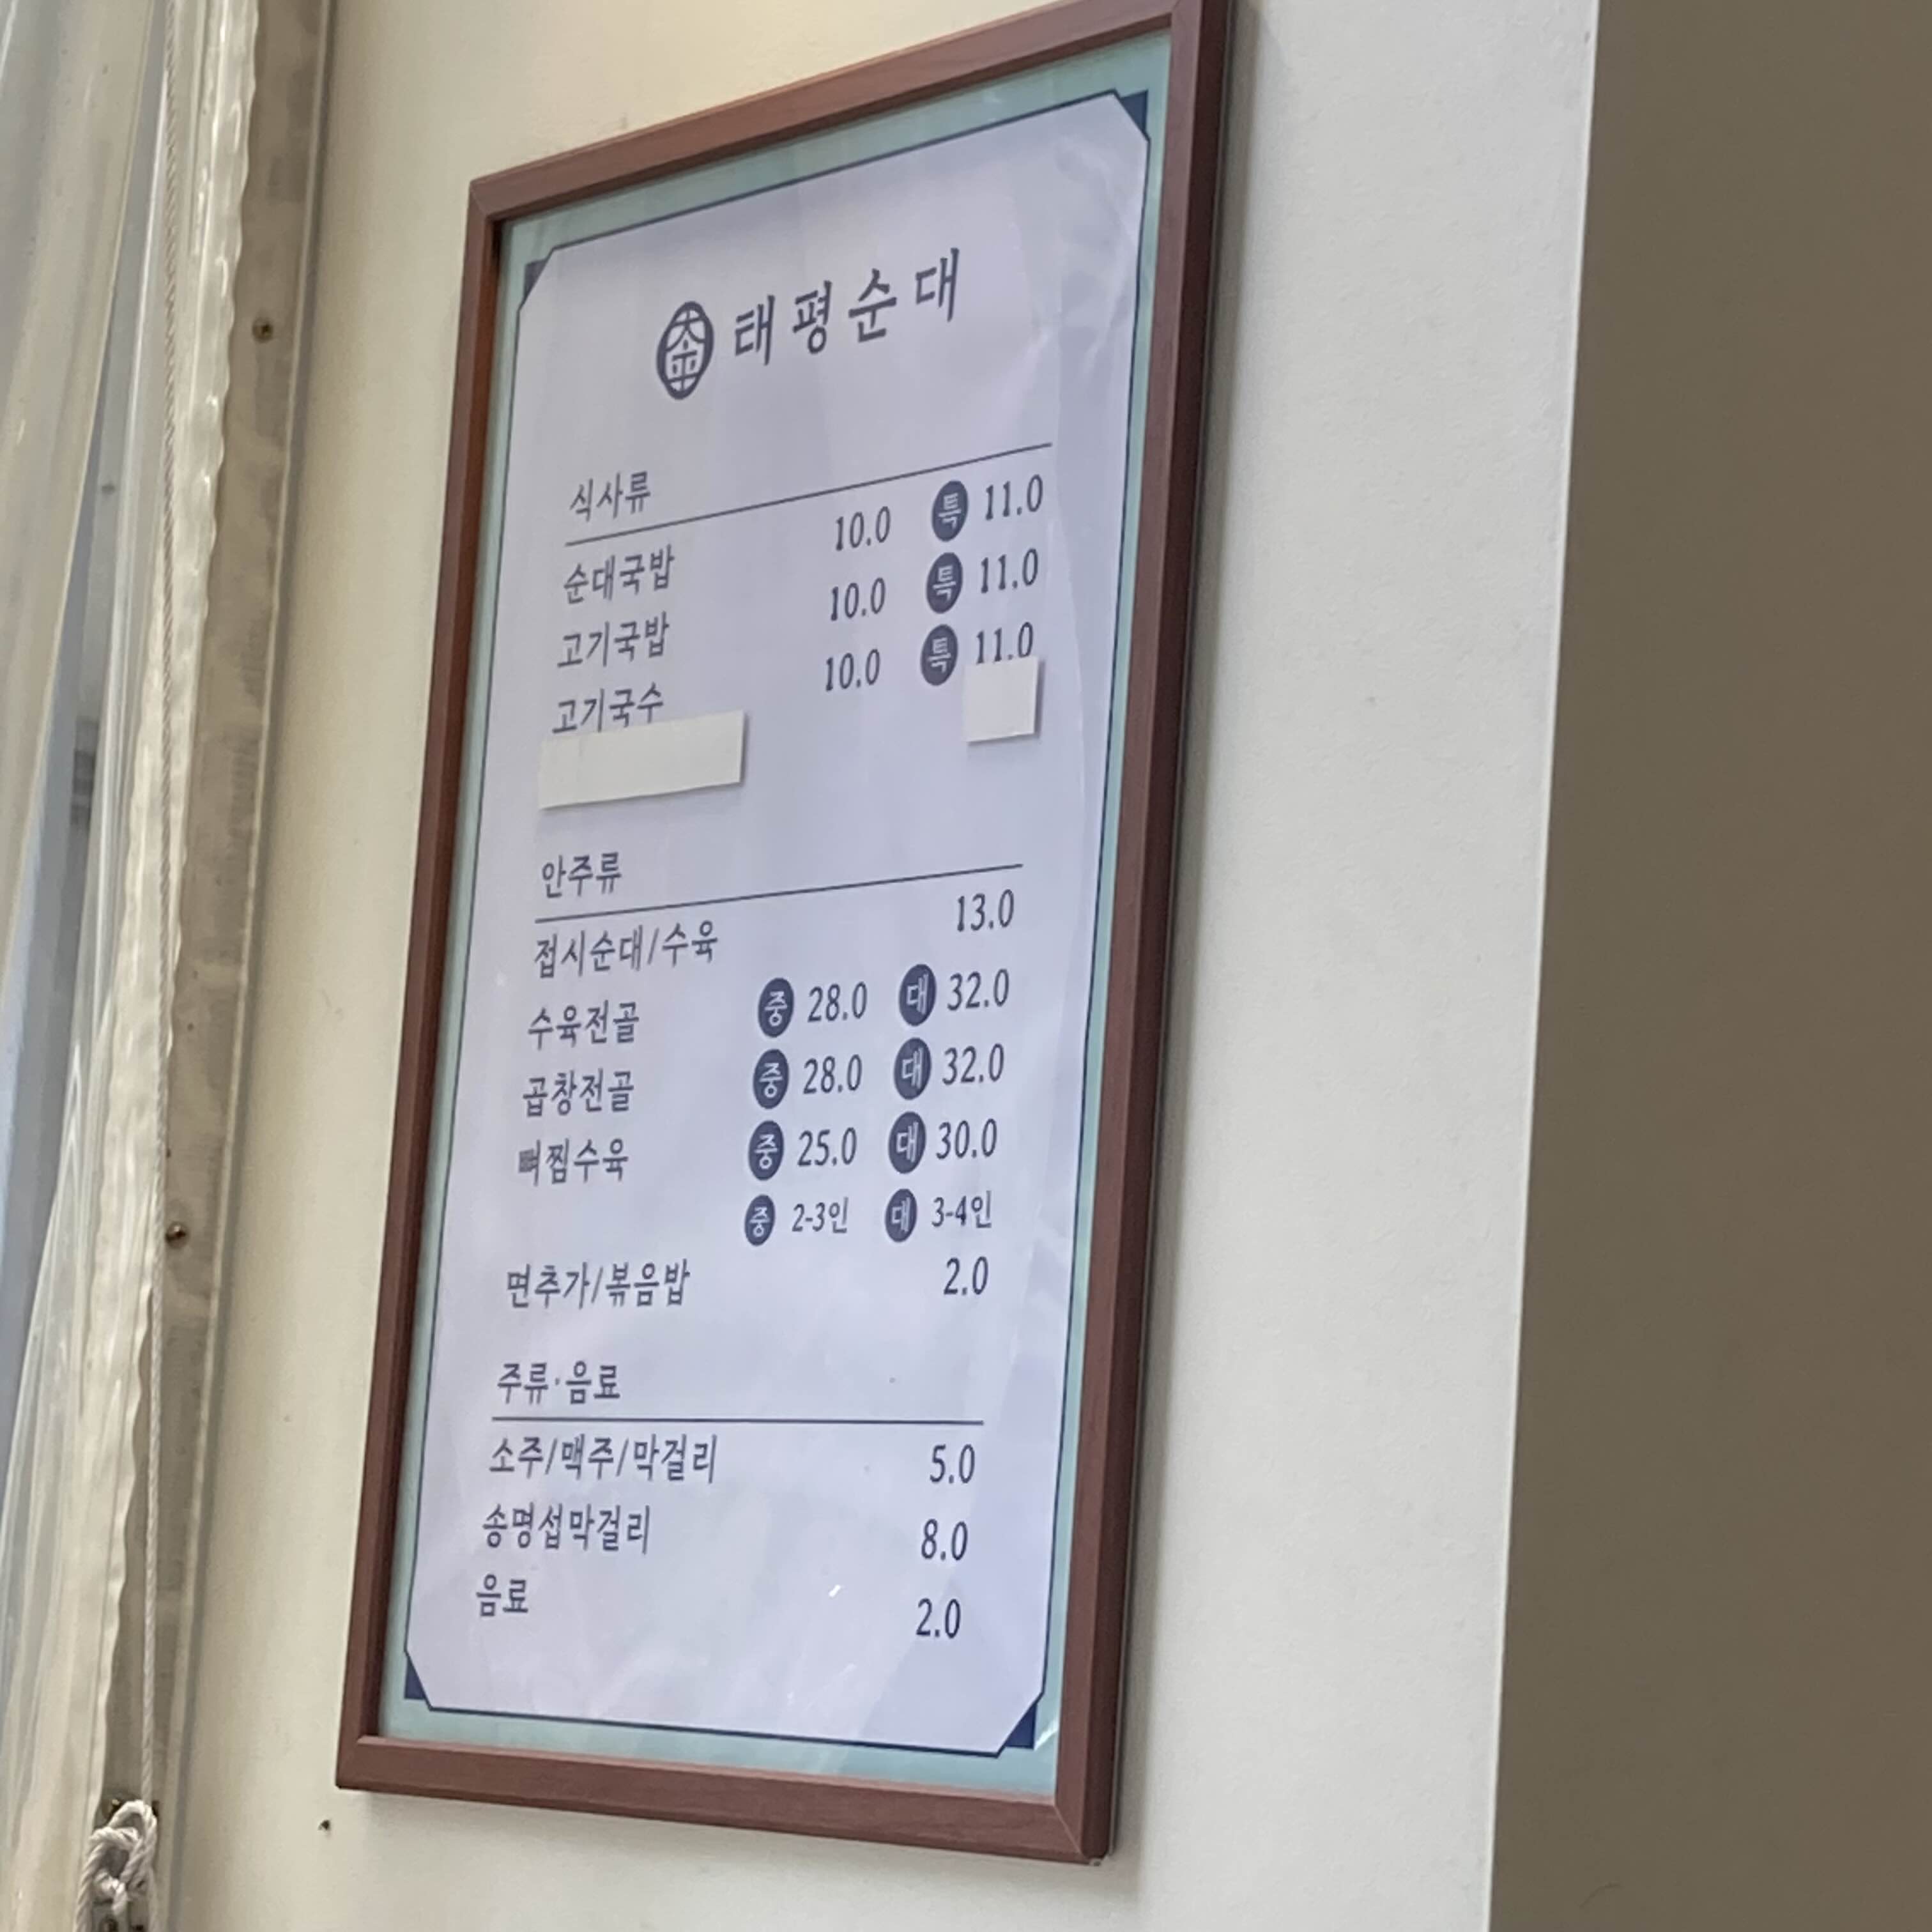 태평순대
식사류
순대국밥 10.0 특 11.0
고기국밥 10.0 특 11.0
고기국수 10.0 특 11.0
안주류
접시순대/수육 13.0
수육전골 중 28.0 대 32.0
곱창전골 중 28.0 대 32.0
뼈찜수육 중 25.0 대 30.0
중 2-3인 대 3-4인
면추가/볶음밥 2.0
주류·음료
소주/맥주/막걸리 5.0
송명섭막걸리 8.0
음료 2.0